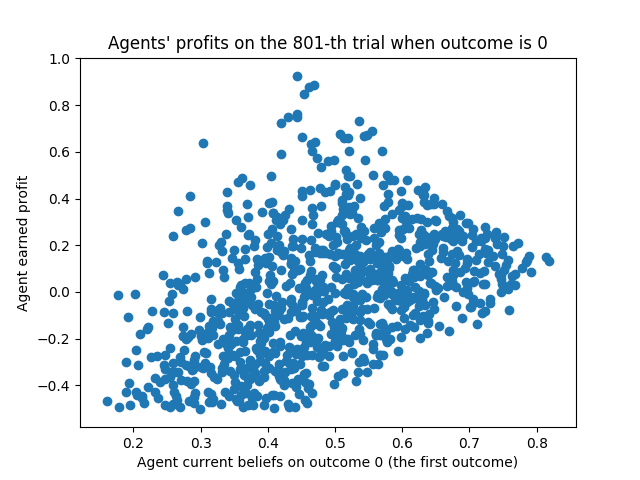 Agents' profits on the 801-th trial when outcome is 0
1.0
0.8
0.6
0.4
0.2
0.0
−0.2
−0.4
Agent earned profit
0.2 0.3 0.4 0.5 0.6 0.7 0.8
Agent current beliefs on outcome 0 (the first outcome)